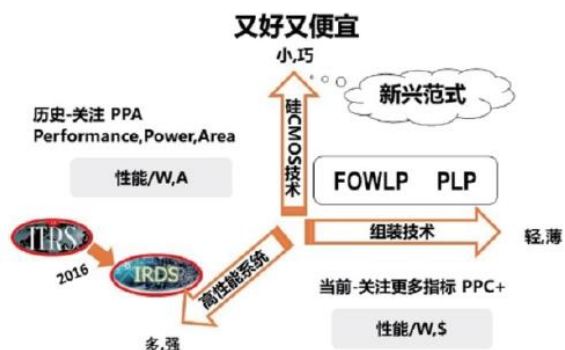 又好又便宜
小,巧
新兴范式
硅CMOS技术
历史-关注 PPA
Performance,Power,Area
性能/W,A
FOWLP PLP
组装技术
轻,薄
ITRS
2016
IRDS
高性能系统
多,强
当前-关注更多指标 PPC+
性能/W,$